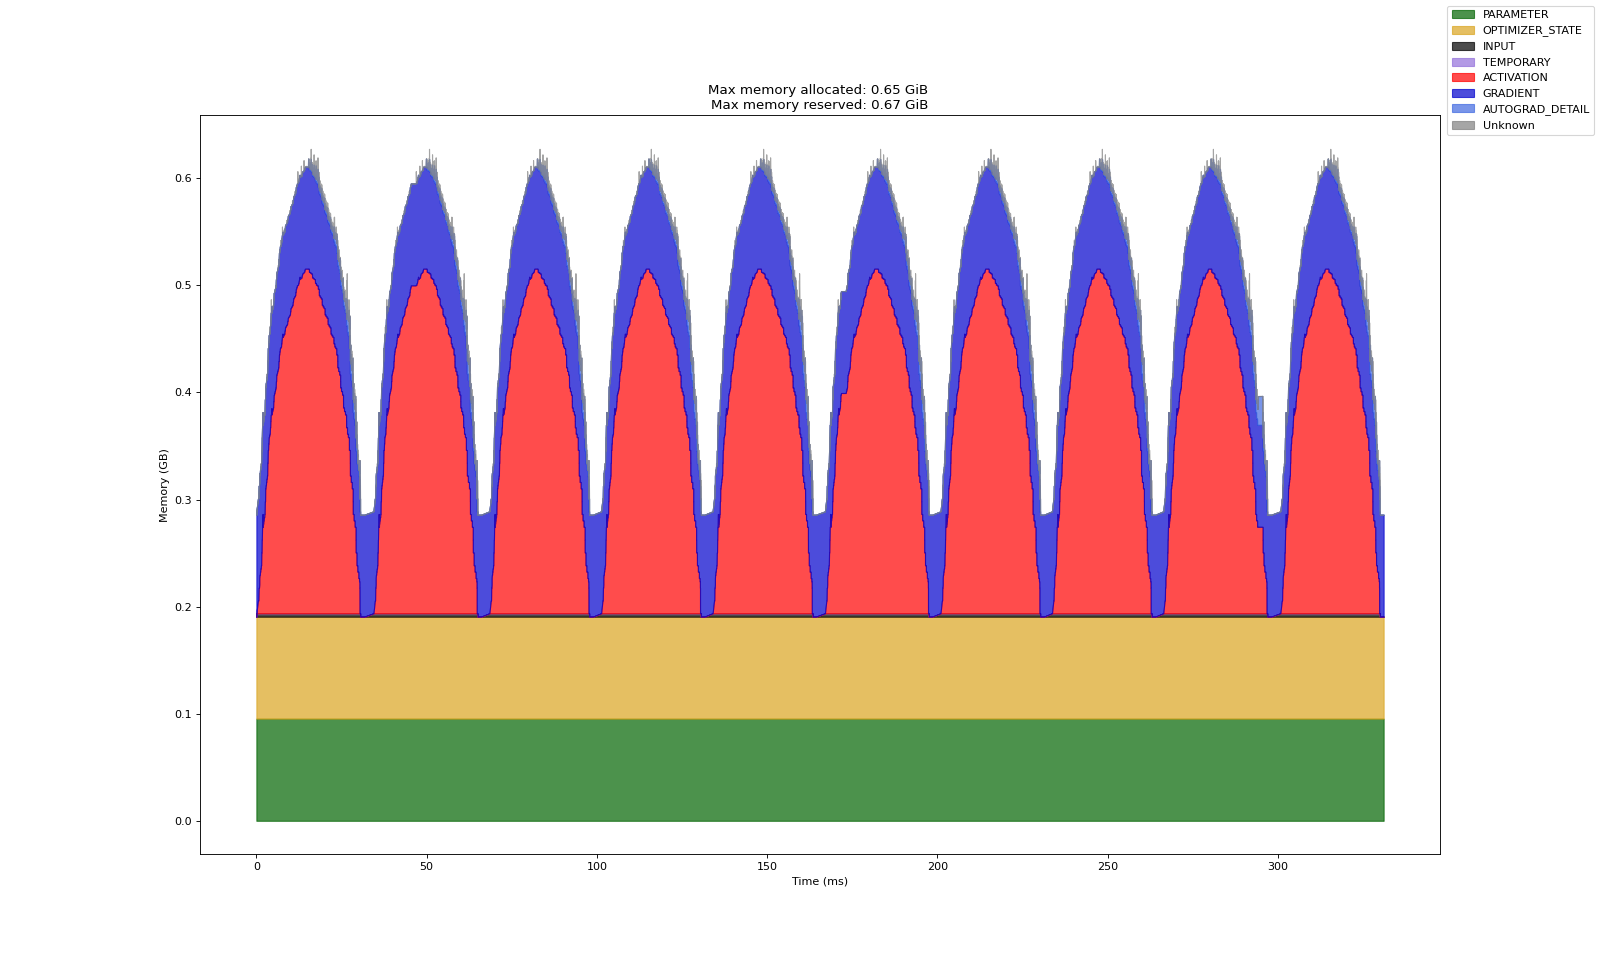 PARAMETER
OPTIMIZER_STATE
INPUT
TEMPORARY
ACTIVATION
GRADIENT
AUTOGRAD_DETAIL
Unknown
Max memory allocated: 0.65 GiB
Max memory reserved: 0.67 GiB
Memory (GB)
0.6
0.5
0.4
0.3
0.2
0.1
0.0
0 50 100 150 200 250 300
Time (ms)